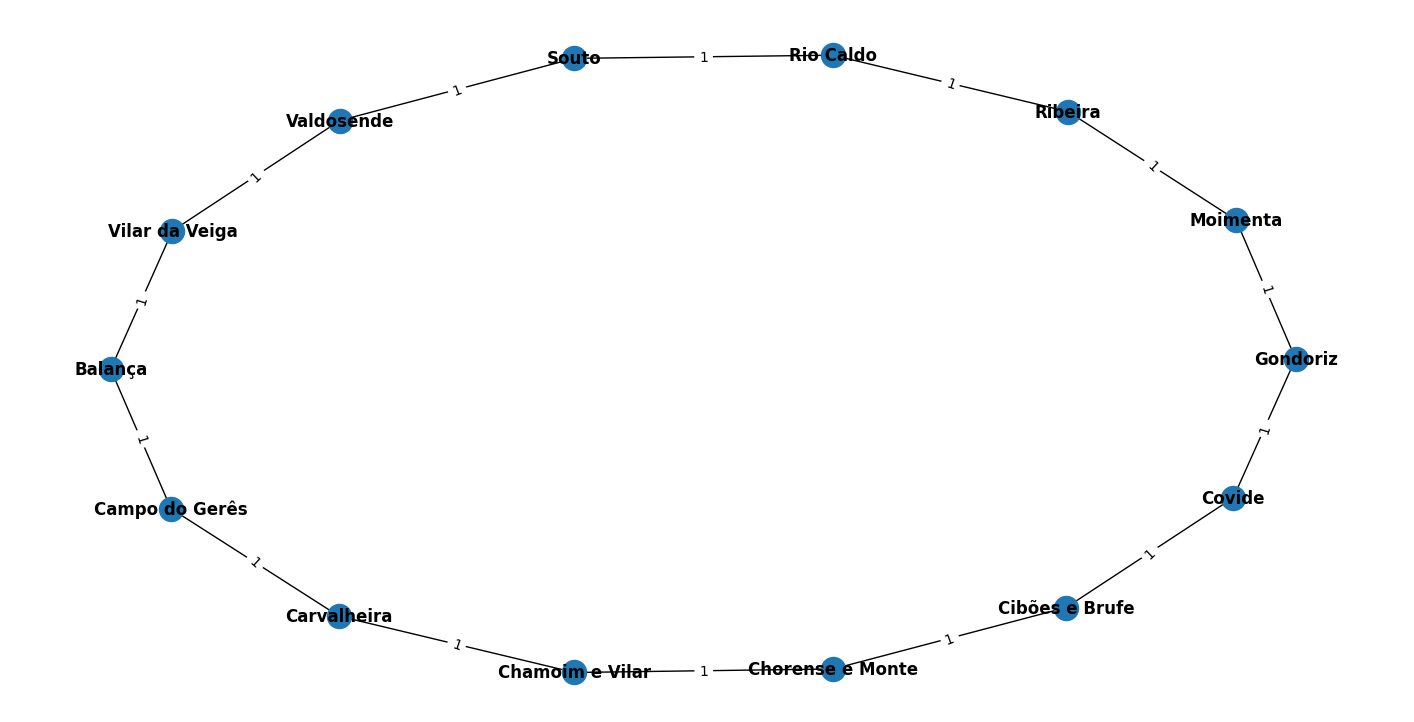 Souto
1
Rio Caldo
1
1
Ribeira
Valdosende
1
1
Moimenta
Vilar da Veiga
1
1
Gondoriz
Balança
1
1
Covide
Campo do Gerês
1
1
Cibões e Brufe
Carvalheira
1
1
Chorense e Monte
1
Chamoim e Vilar